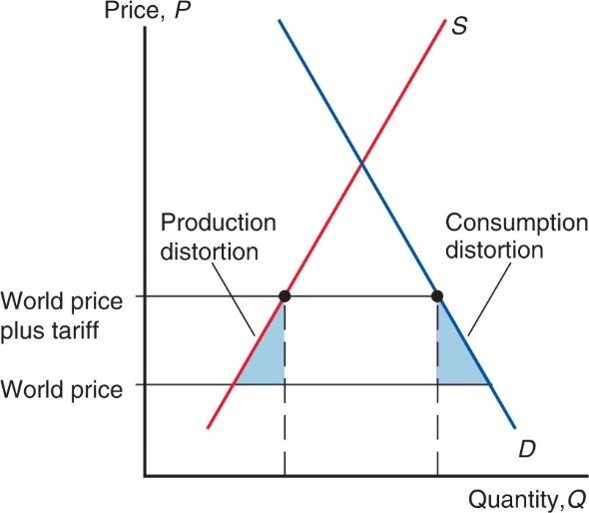 Price, P
S
Production
distortion
Consumption
distortion
World price
plus tariff
World price
D
Quantity, Q